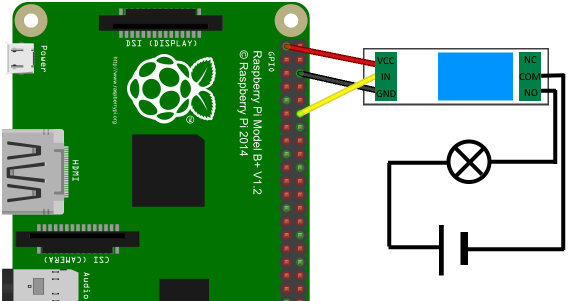 DSI (DISPLAY)
Power
http://www.raspberrypi.org
GPIO
Raspberry Pi Model B+ V1.2
© Raspberry Pi 2014
VCC
IN
GND
NC
COM
NO
HDMI
CSI (CAMERA)
Audio